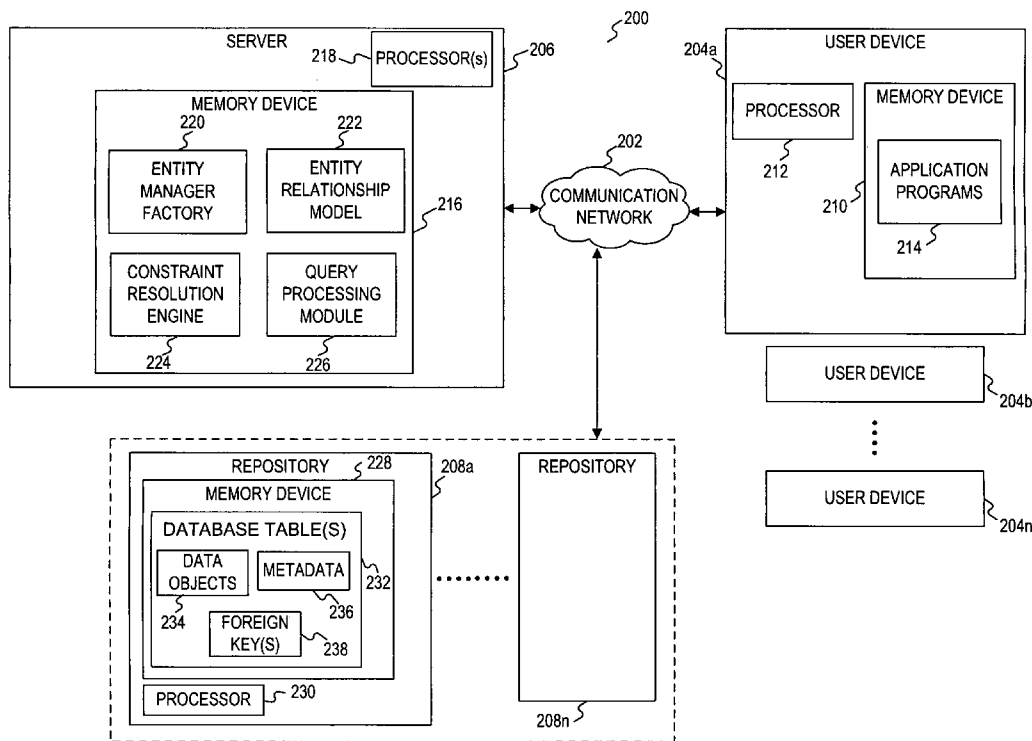 200
SERVER
218
PROCESSOR(s)
206
MEMORY DEVICE
220
222
ENTITY
MANAGER
FACTORY
ENTITY
RELATIONSHIP
MODEL
216
CONSTRAINT
RESOLUTION
ENGINE
QUERY
PROCESSING
MODULE
224
226
202
COMMUNICATION
NETWORK
204a
USER DEVICE
PROCESSOR
212
MEMORY DEVICE
210
APPLICATION
PROGRAMS
214
USER DEVICE
204b
USER DEVICE
204n
REPOSITORY
228
208a
MEMORY DEVICE
DATABASE TABLE(S)
DATA
OBJECTS
METADATA
232
234
236
FOREIGN
KEY(S)
238
PROCESSOR
230
REPOSITORY
208n